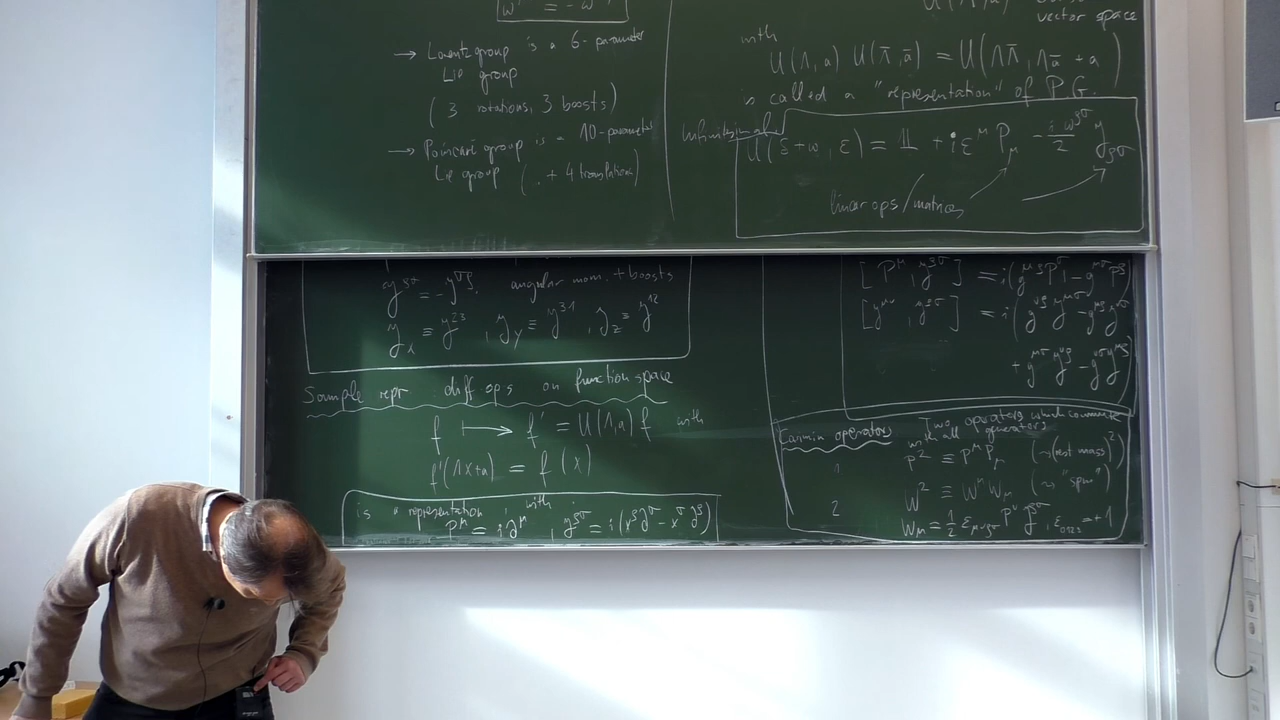 → Lorentz group is a 6-parameter
Lie group
( 3 rotations, 3 boosts)
→ Poincaré group is a 10-parameter
Lie group ( .. + 4 translations)
vector space
with
U(Λ,a) U(Λ̄,ā) = U(ΛΛ̄, Λā + a)
is called a "representation" of P.G.
Infinitesimal
U(1+ω, ε) = 𝟙 + iε^μ P_μ − i/2 ω^{ρσ} J_{ρσ}
linear ops/matrices
J^{ρσ} = −J^{σρ}, angular mom. + boosts
J_x ≡ J^{23}, J_y ≡ J^{31}, J_z ≡ J^{12}
Sample repr. diff ops on function space
f ↦ f' = U(Λ,a) f with
f'(Λx+a) = f(x)
is a representation with
P^μ = i∂^μ, J^{ρσ} = i(x^ρ∂^σ − x^σ∂^ρ)
[P^μ, J^{ρσ}] = i(g^{μρ}P^σ − g^{μσ}P^ρ)
[J^{μν}, J^{ρσ}] = i(g^{νρ}J^{μσ} − g^{μρ}J^{νσ}
+ g^{μσ}J^{νρ} − g^{νσ}J^{μρ})
Casimir operators Two operators which commute
with all generators
1 P² ≡ P^μ P_μ (→(rest mass)²)
2 W² ≡ W^μ W_μ (→ "spin")
W_μ = ½ ε_{μνρσ} P^ν J^{ρσ}, ε_{0123} = +1